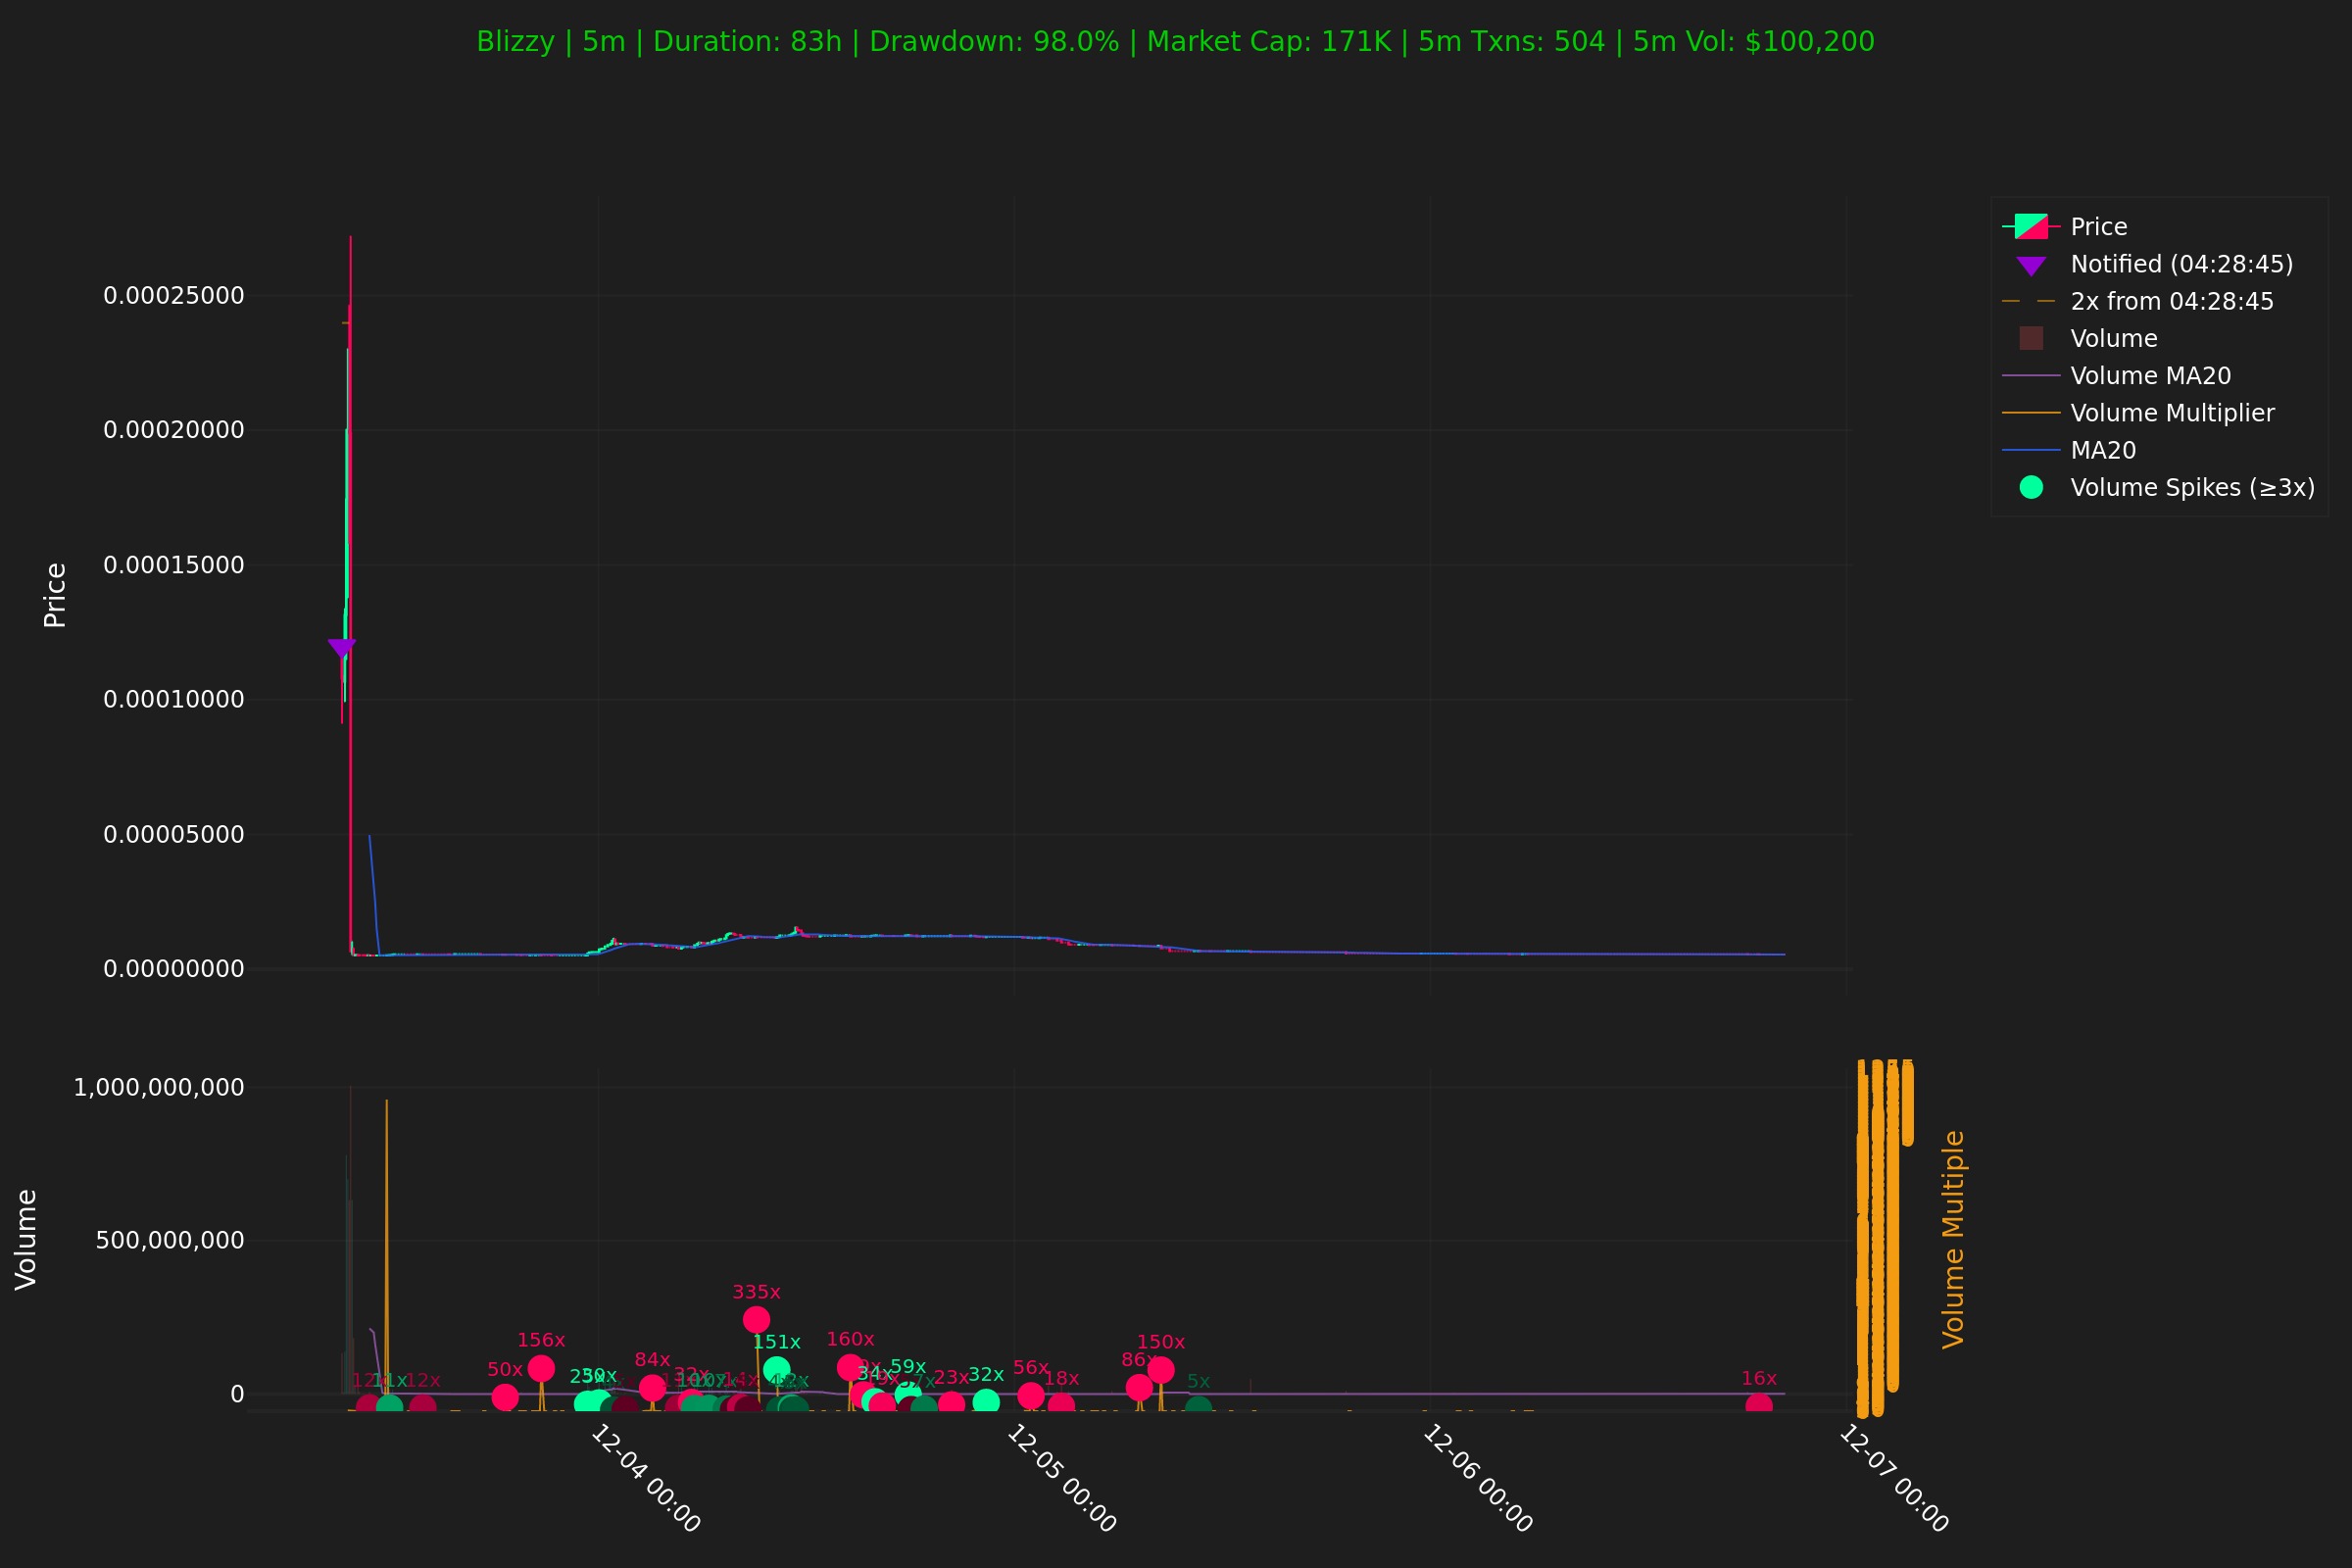 Blizzy | 5m | Duration: 83h | Drawdown: 98.0% | Market Cap: 171K | 5m Txns: 504 | 5m Vol: $100,200
Price
Notified (04:28:45)
2x from 04:28:45
Volume
Volume MA20
Volume Multiplier
MA20
Volume Spikes (≥3x)
Price
0.00025000
0.00020000
0.00015000
0.00010000
0.00005000
0.00000000
Volume
1,000,000,000
500,000,000
0
Volume Multiple
335x
156x
151x
160x
150x
84x
86x
50x
59x
56x
34x
32x
23x
18x
16x
11x
12x
5x
12-04 00:00
12-05 00:00
12-06 00:00
12-07 00:00